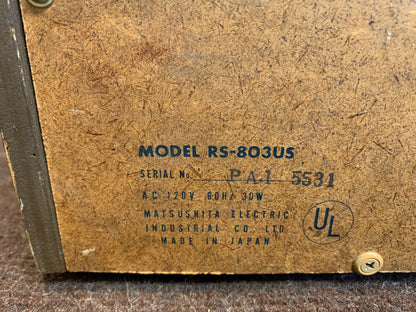 MODEL RS-803US
SERIAL No. PA1 5531
AC 120V 60Hz 30W
MATSUSHITA ELECTRIC
INDUSTRIAL CO. LTD
MADE IN JAPAN
UL